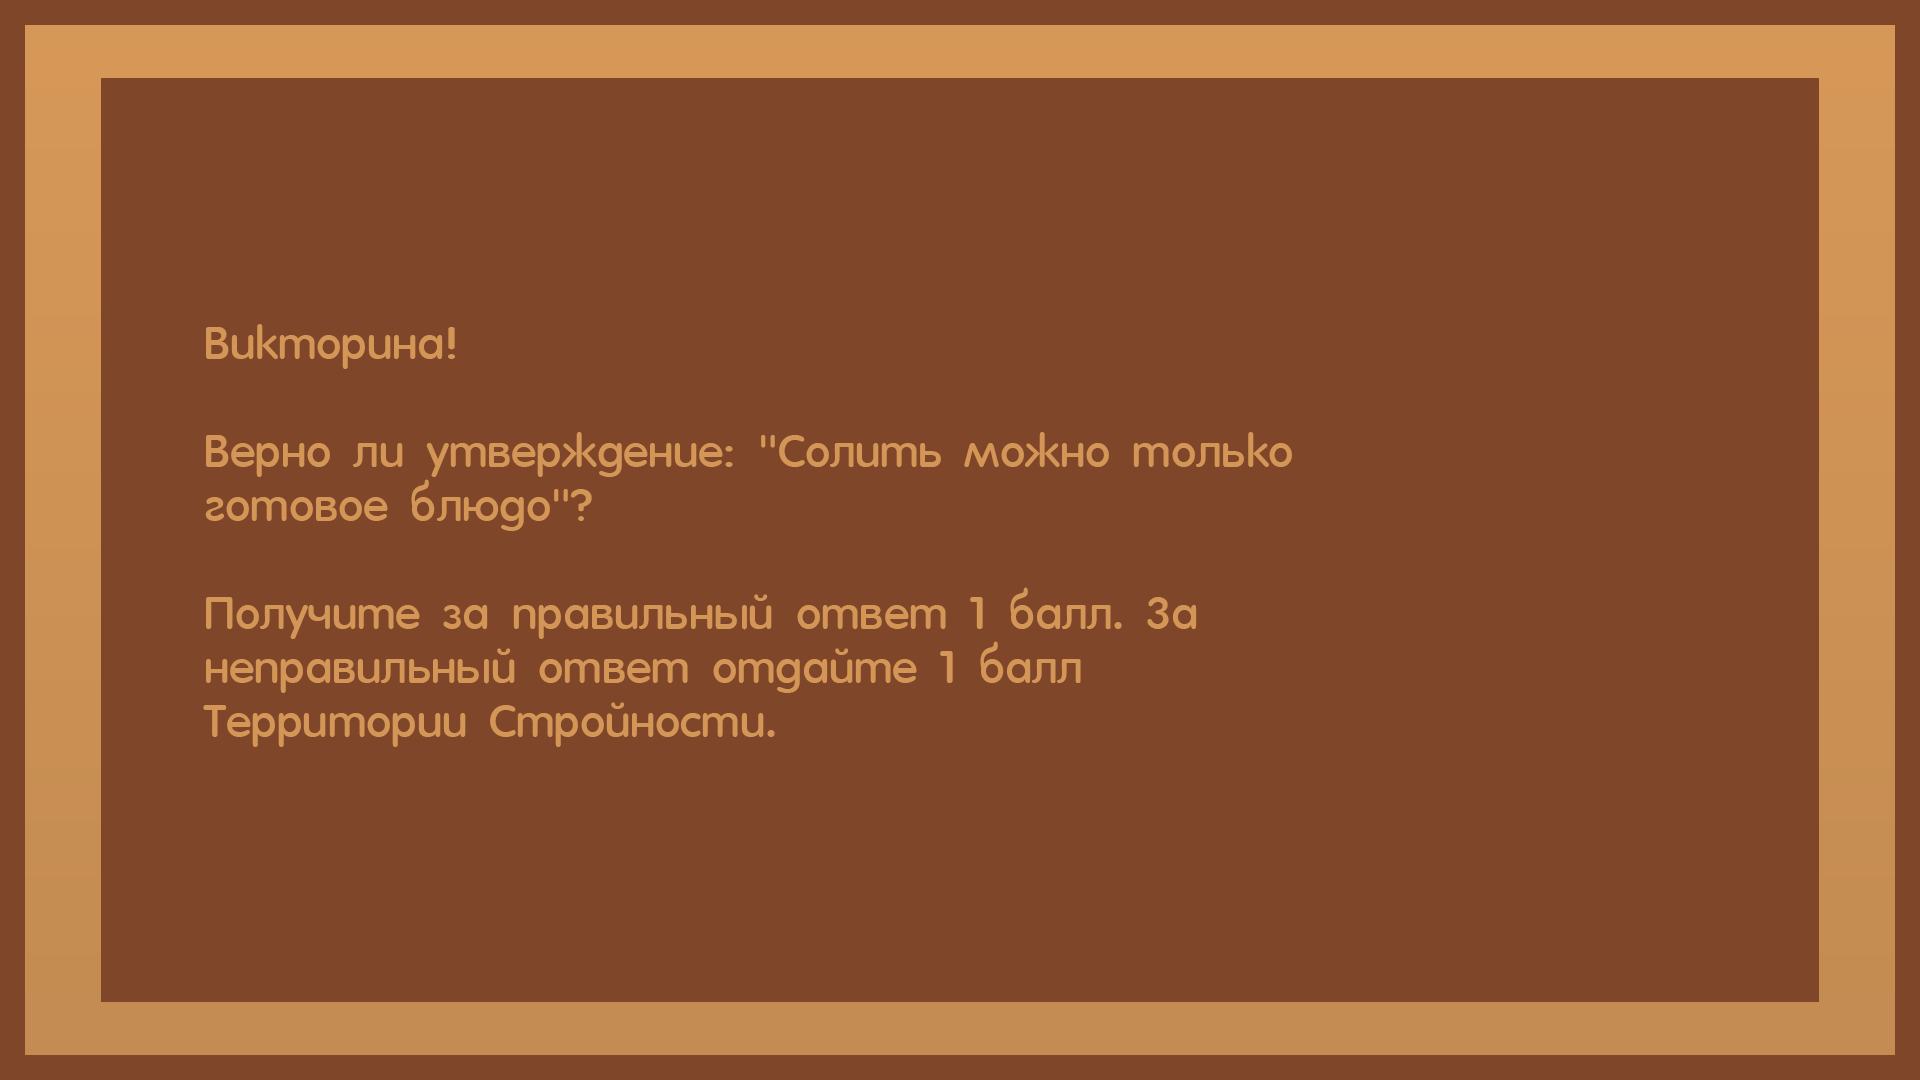 Викторина!
Верно ли утверждение: "Солить можно только
готовое блюдо"?
Получите за правильный ответ 1 балл. За
неправильный ответ отдайте 1 балл
Территории Стройности.